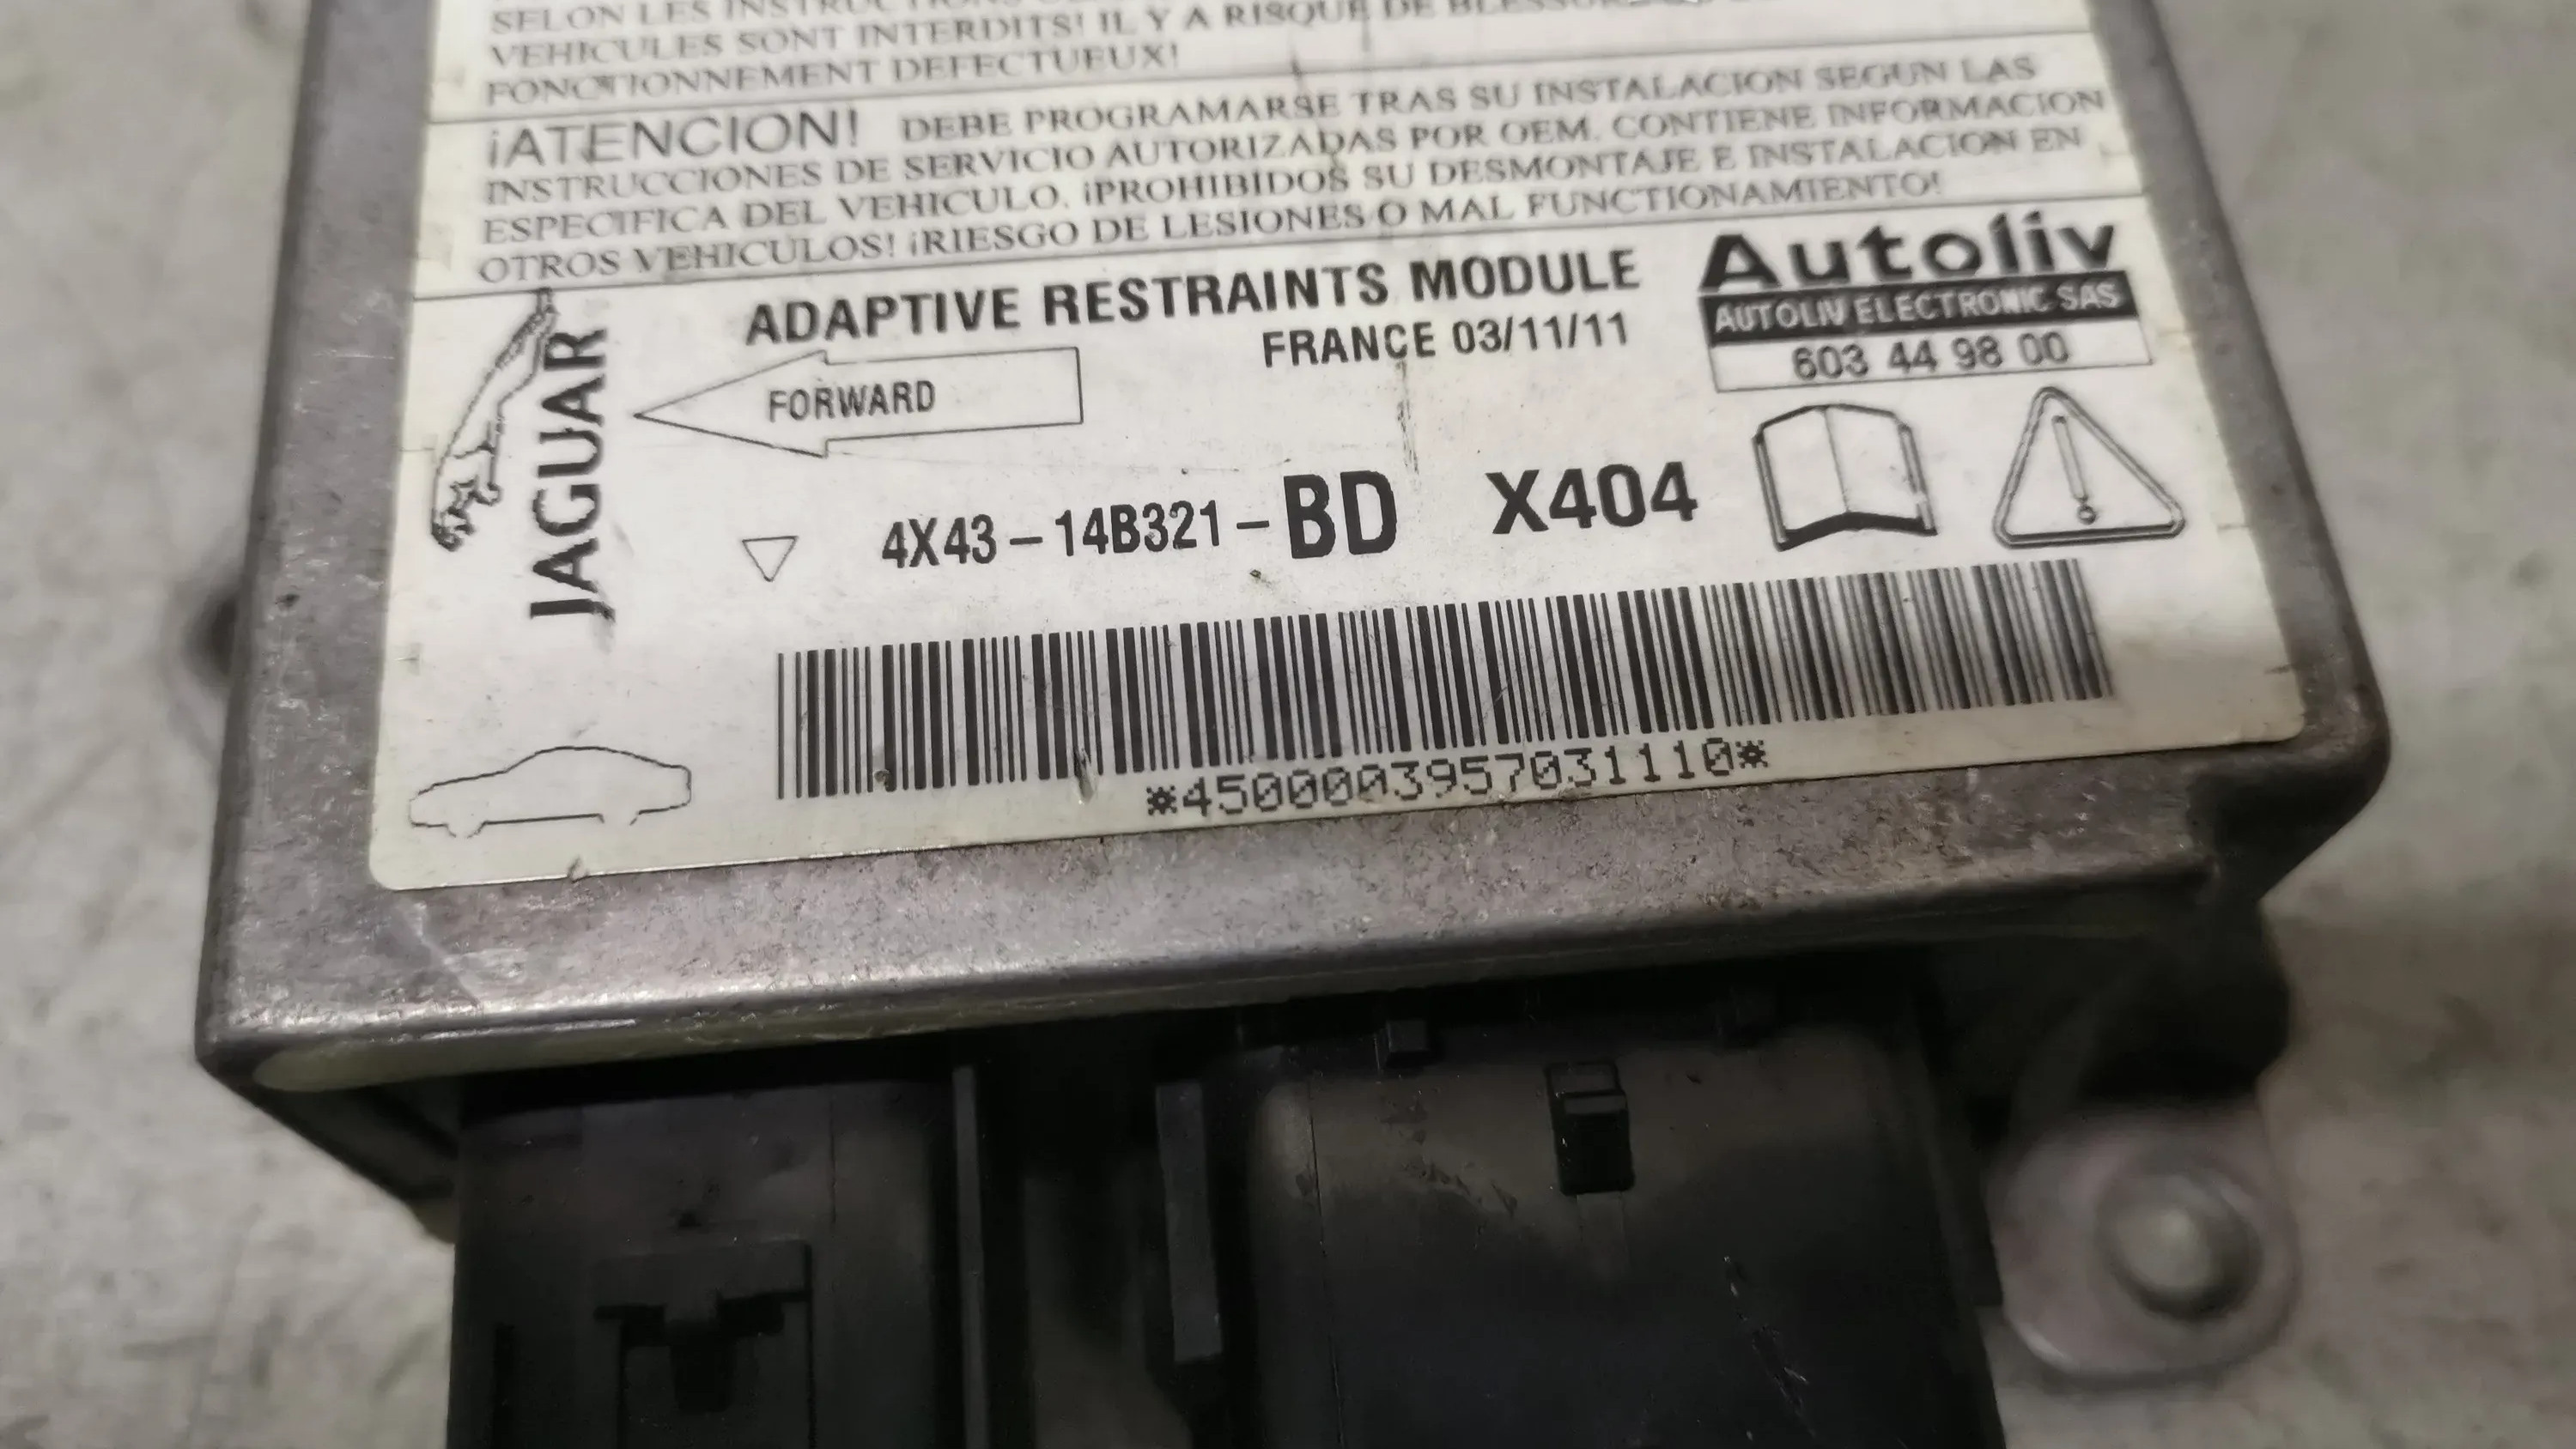 SELON LES INSTRUCTIONS
VEHICULES SONT INTERDITS! IL Y A RISQUE DE
FONCTIONNEMENT DEFECTUEUX!
¡ATENCION! DEBE PROGRAMARSE TRAS SU INSTALACION SEGUN LAS
INSTRUCCIONES DE SERVICIO AUTORIZADAS POR OEM. CONTIENE INFORMACION
ESPECIFICA DEL VEHICULO. ¡PROHIBIDOS SU DESMONTAJE E INSTALACION EN
OTROS VEHICULOS! ¡RIESGO DE LESIONES O MAL FUNCTIONAMIENTO!
JAGUAR
ADAPTIVE RESTRAINTS MODULE
FRANCE 03/11/11
FORWARD
Autoliv
AUTOLIV ELECTRONIC SAS
603 44 98 00
4X43-14B321-BD X404
*4500003957031110*